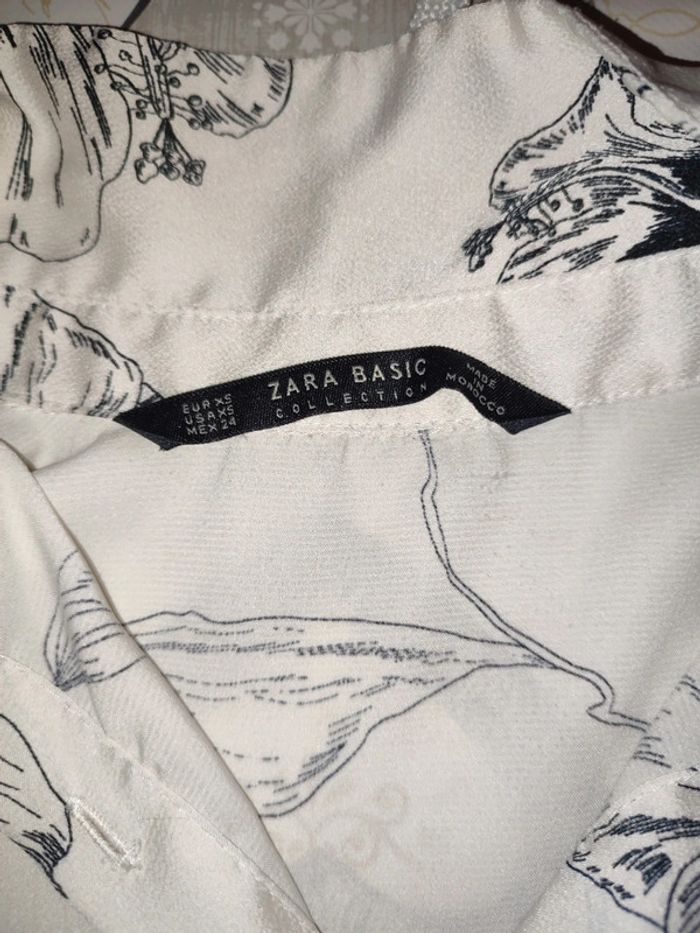 EUR XS
USA XS
MEX 24
ZARA BASIC
COLLECTION
MADE
IN
MOROCCO